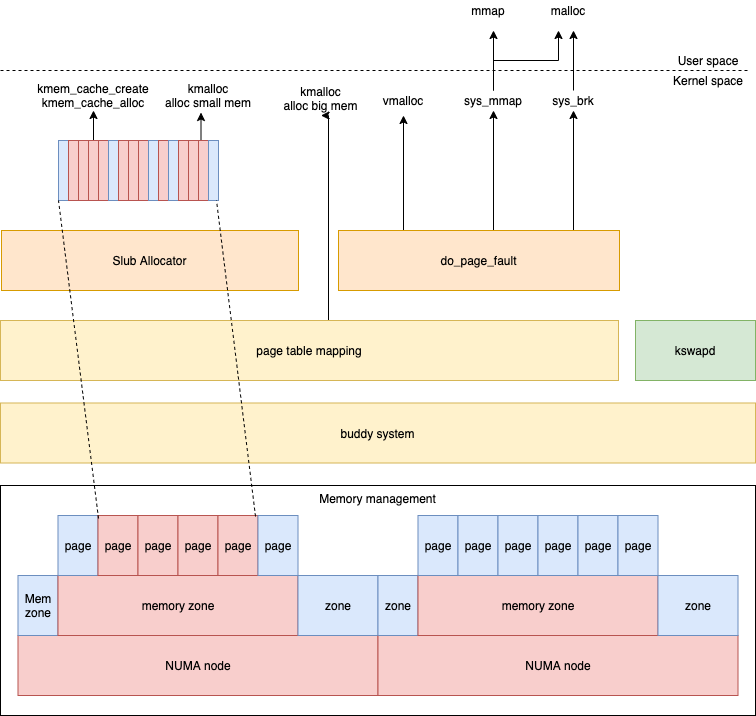 mmap
malloc
User space
Kernel space
kmem_cache_create
kmem_cache_alloc
kmalloc
alloc small mem
kmalloc
alloc big mem
vmalloc
sys_mmap
sys_brk
Slub Allocator
do_page_fault
page table mapping
kswapd
buddy system
Memory management
page
page
page
page
page
page
page
page
page
page
page
page
Mem
zone
memory zone
zone
zone
memory zone
zone
NUMA node
NUMA node